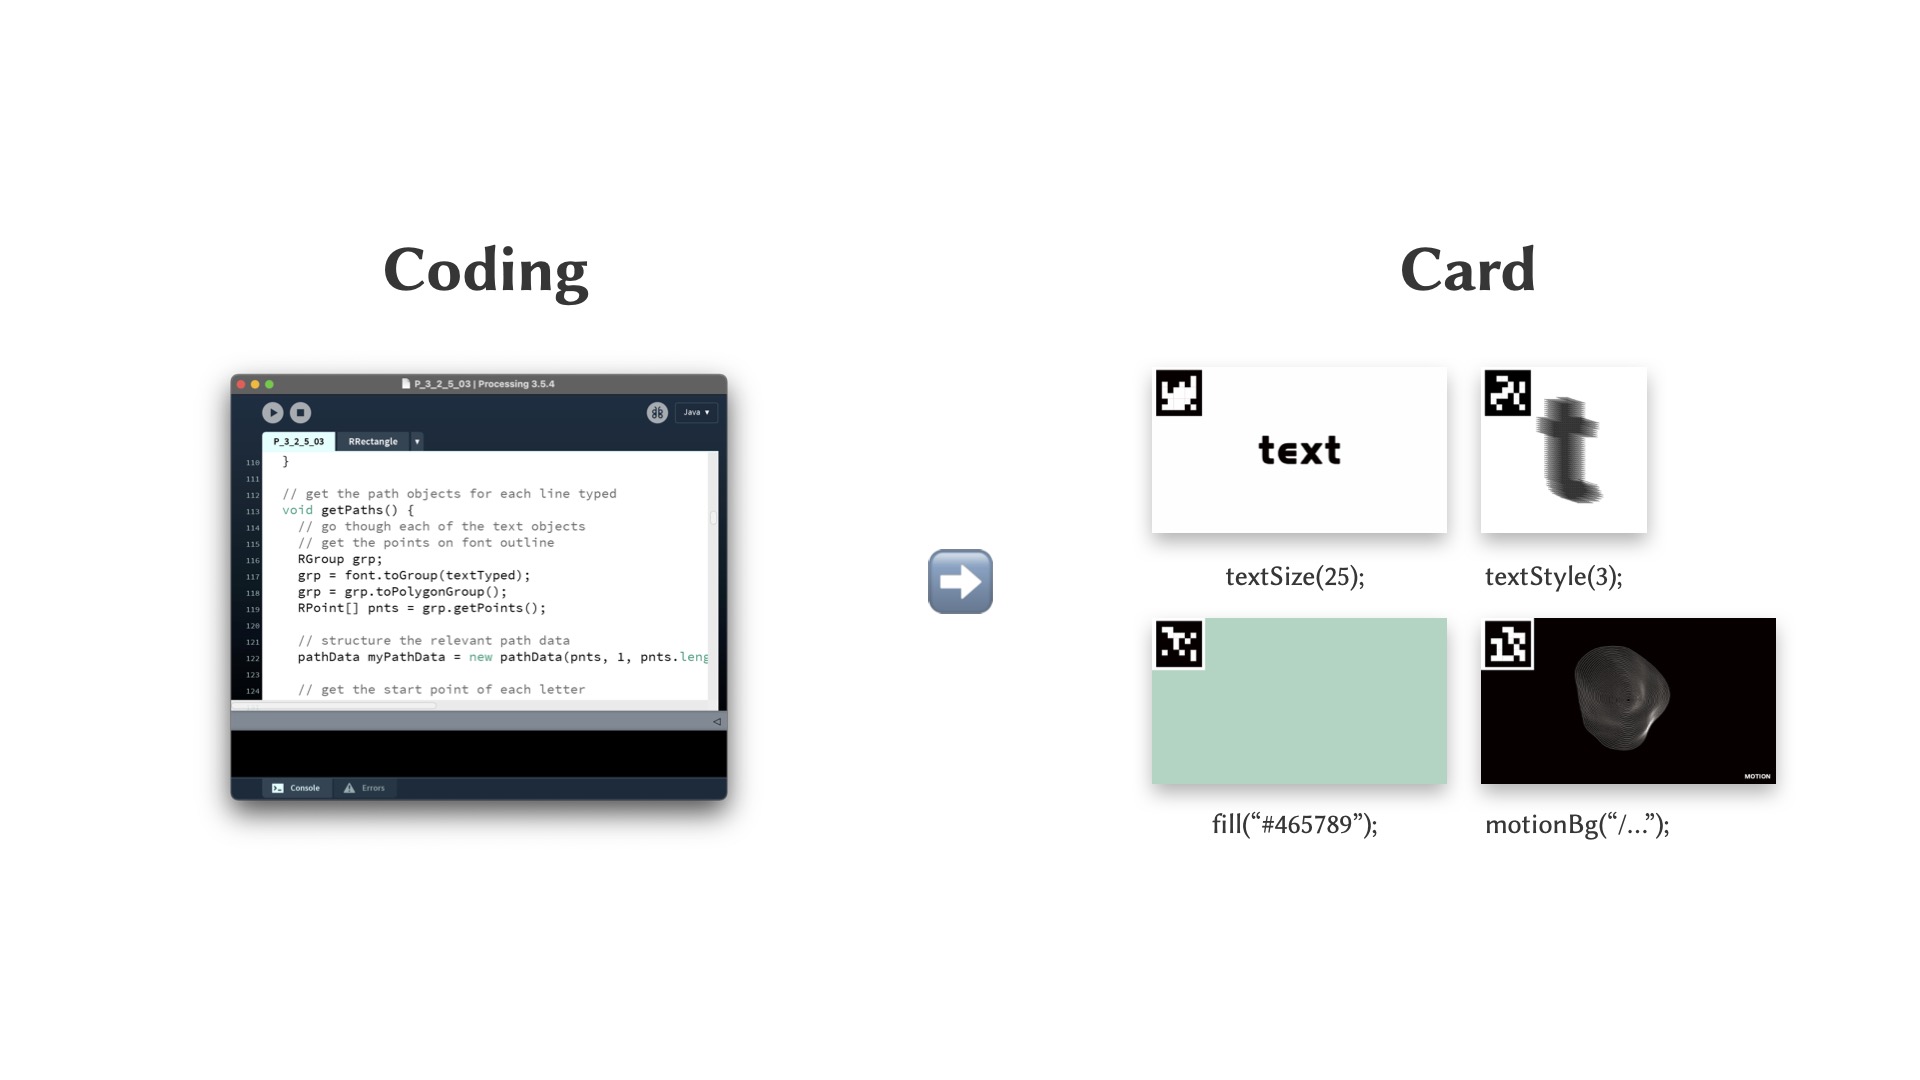 Coding
P_3_2_5_03 | Processing 3.5.4
Java ▾
P_3_2_5_03 RRectangle ▾
110 }
111
112 // get the path objects for each line typed
113 void getPaths() {
114 // go though each of the text objects
115 // get the points on font outline
116 RGroup grp;
117 grp = font.toGroup(textTyped);
118 grp = grp.toPolygonGroup();
119 RPoint[] pnts = grp.getPoints();
120
121 // structure the relevant path data
122 pathData myPathData = new pathData(pnts, 1, pnts.leng
123
124 // get the start point of each letter
Console Errors
Card
text
t
textSize(25);
textStyle(3);
MOTION
fill(“#465789”);
motionBg(“/...”);